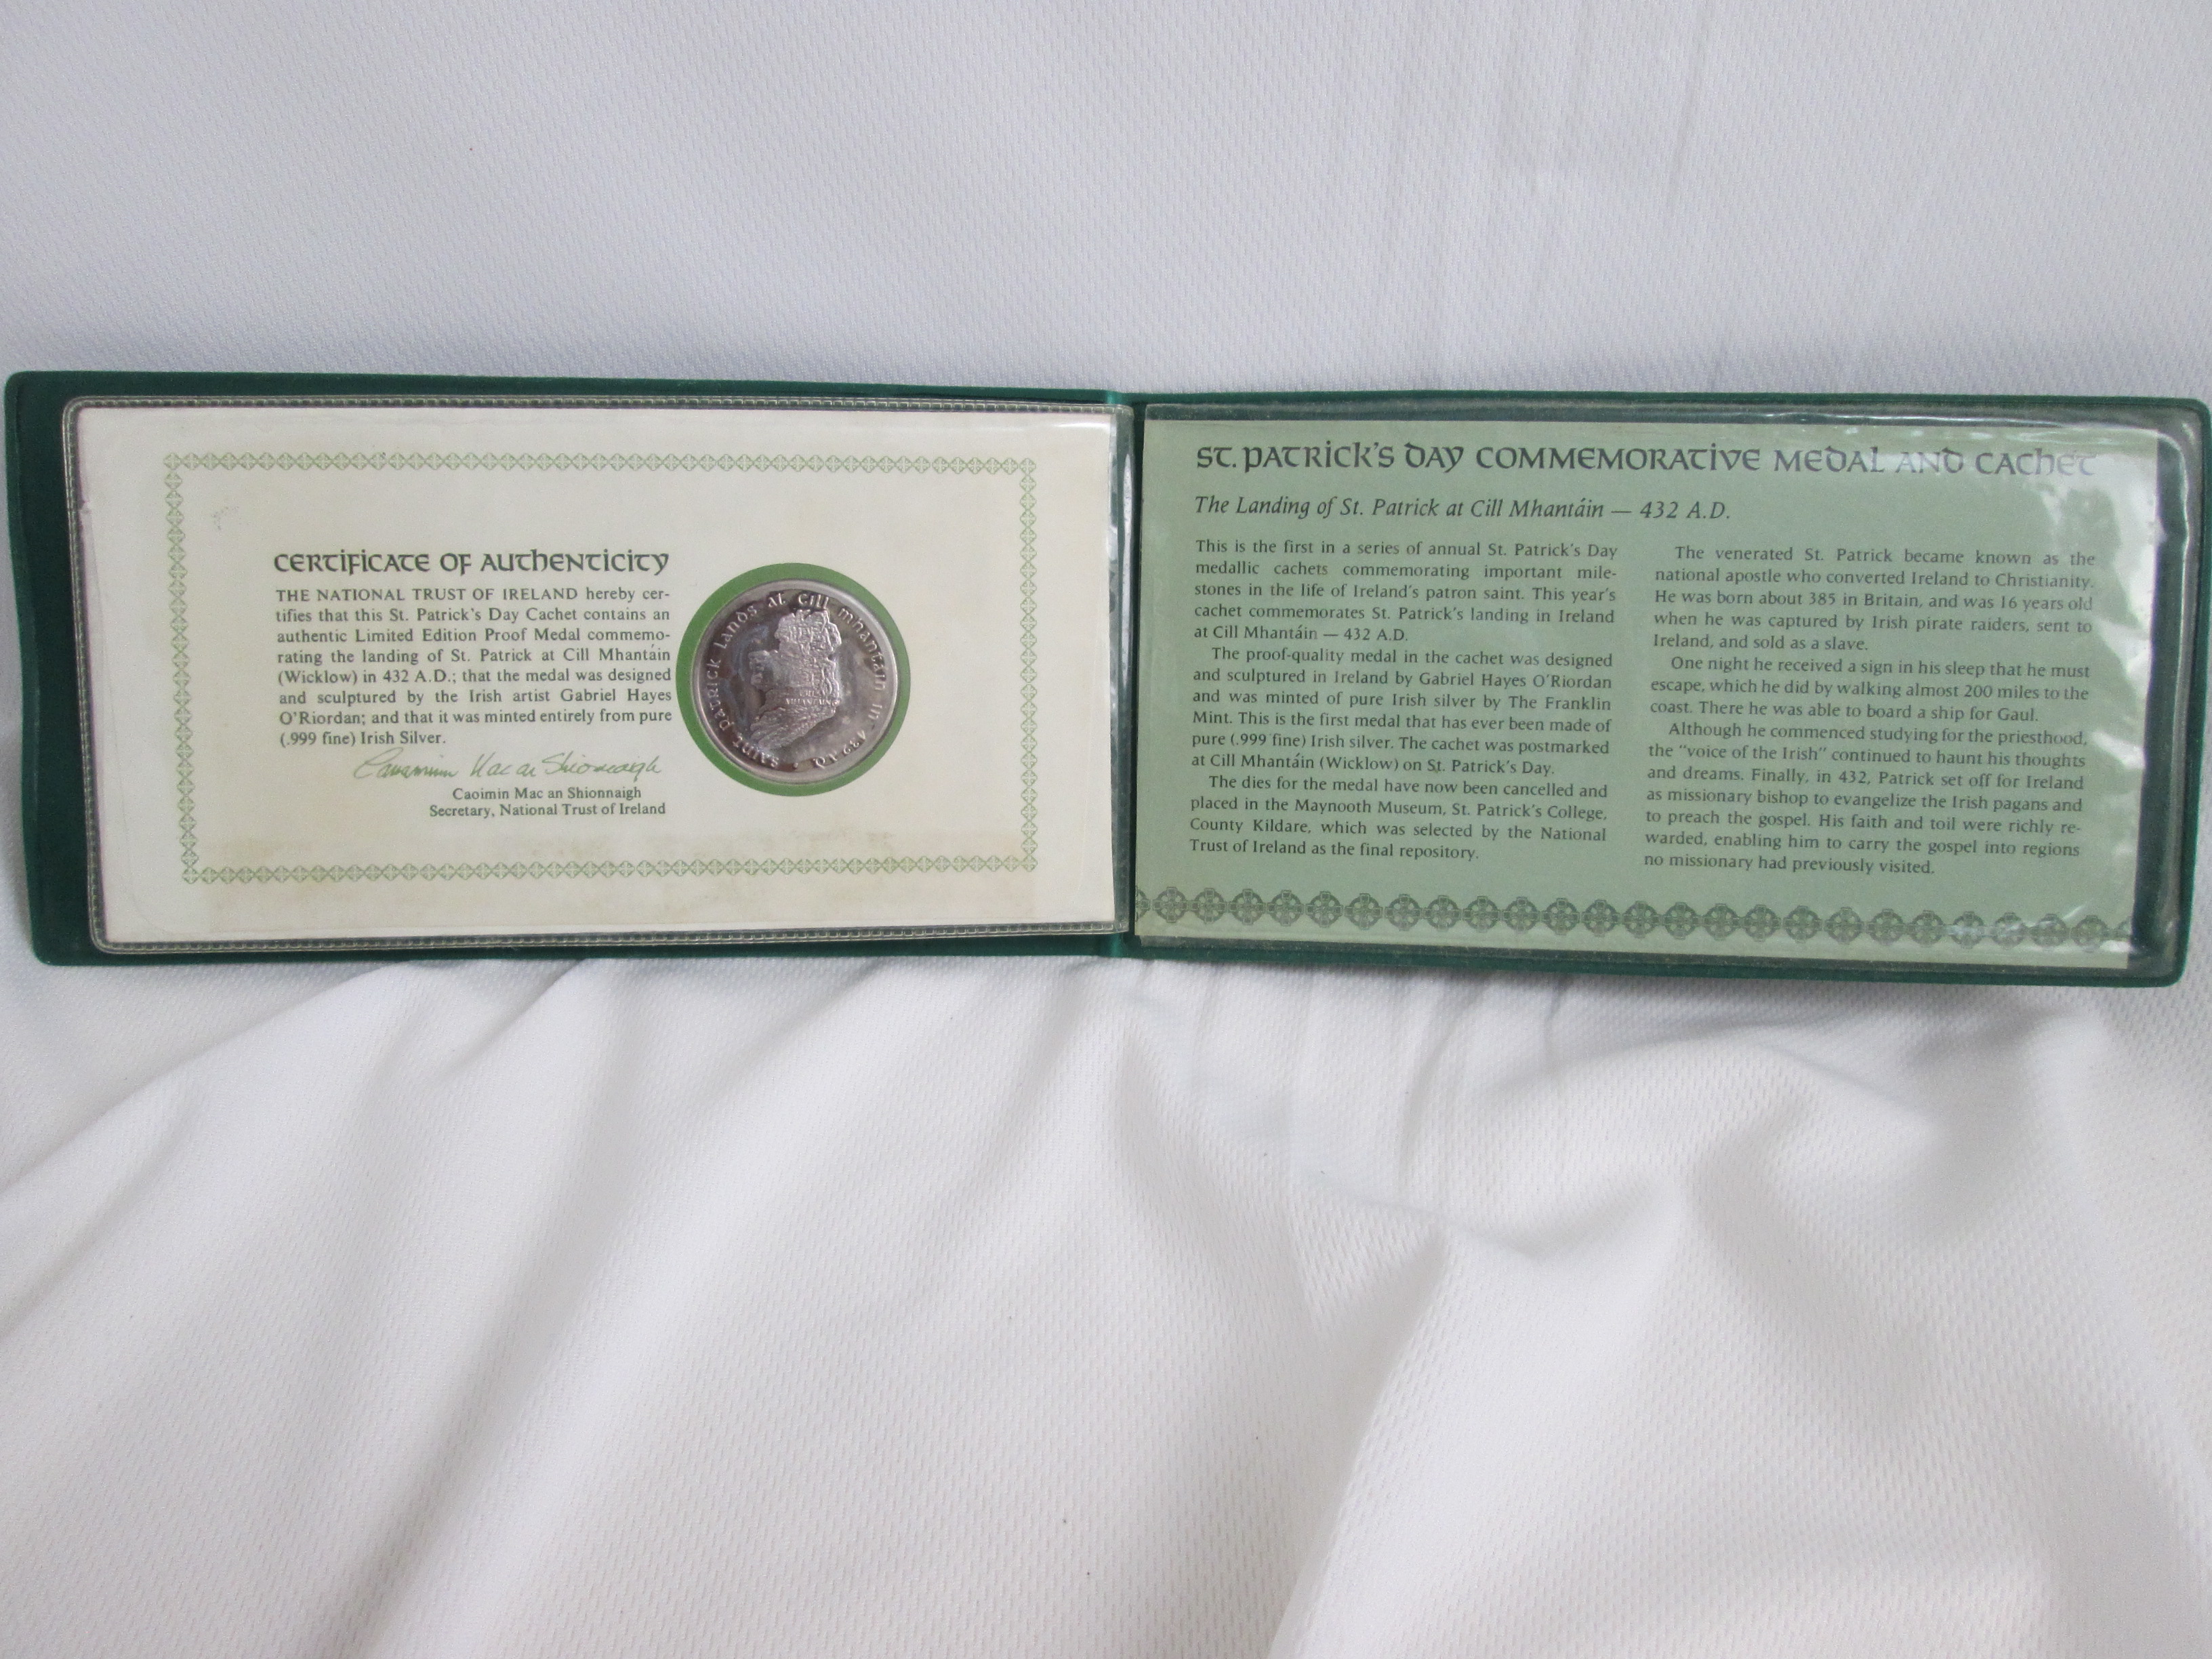 CERTIFICATE OF AUTHENTICITY
THE NATIONAL TRUST OF IRELAND hereby cer-
tifies that this St. Patrick's Day Cachet contains an
authentic Limited Edition Proof Medal commemo-
rating the landing of St. Patrick at Cill Mhantáin
(Wicklow) in 432 A.D.; that the medal was designed
and sculptured by the Irish artist Gabriel Hayes
O'Riordan; and that it was minted entirely from pure
(.999 fine) Irish Silver.
Caoimin Mac an Shionnaigh
Caoimin Mac an Shionnaigh
Secretary, National Trust of Ireland
SAINT PATRICK LANDS AT CILL MHANTAIN IN 432 A.D.
ST. PATRICK'S DAY COMMEMORATIVE MEDAL AND CACHET
The Landing of St. Patrick at Cill Mhantáin — 432 A.D.
This is the first in a series of annual St. Patrick's Day
medallic cachets commemorating important mile-
stones in the life of Ireland's patron saint. This year's
cachet commemorates St. Patrick's landing in Ireland
at Cill Mhantáin — 432 A.D.
The proof-quality medal in the cachet was designed
and sculptured in Ireland by Gabriel Hayes O'Riordan
and was minted of pure Irish silver by The Franklin
Mint. This is the first medal that has ever been made of
pure (.999 fine) Irish silver. The cachet was postmarked
at Cill Mhantáin (Wicklow) on St. Patrick's Day.
The dies for the medal have now been cancelled and
placed in the Maynooth Museum, St. Patrick's College,
County Kildare, which was selected by the National
Trust of Ireland as the final repository.
The venerated St. Patrick became known as the
national apostle who converted Ireland to Christianity.
He was born about 385 in Britain, and was 16 years old
when he was captured by Irish pirate raiders, sent to
Ireland, and sold as a slave.
One night he received a sign in his sleep that he must
escape, which he did by walking almost 200 miles to the
coast. There he was able to board a ship for Gaul.
Although he commenced studying for the priesthood,
the "voice of the Irish" continued to haunt his thoughts
and dreams. Finally, in 432, Patrick set off for Ireland
as missionary bishop to evangelize the Irish pagans and
to preach the gospel. His faith and toil were richly re-
warded, enabling him to carry the gospel into regions
no missionary had previously visited.